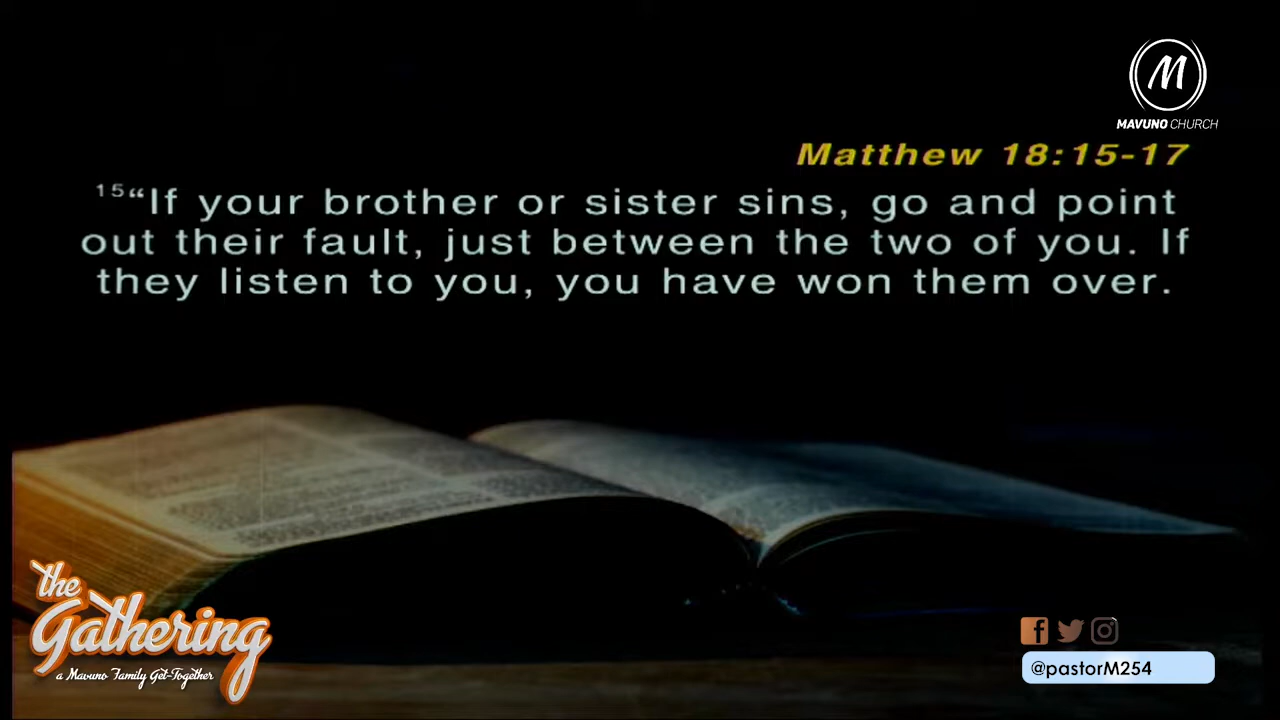 M
MAVUNO CHURCH
Matthew 18:15-17
15“If your brother or sister sins, go and point
out their fault, just between the two of you. If
they listen to you, you have won them over.
the
Gathering
a Mavuno Family Get-Together
@pastorM254